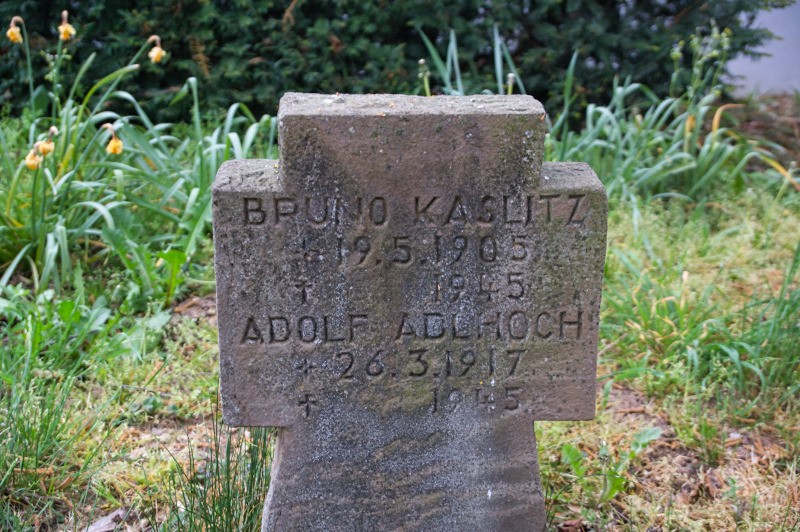 BRUNO KASLITZ
* 19.5.1905
† 1945
ADOLF ADLHOCH
* 26.3.1917
† 1945